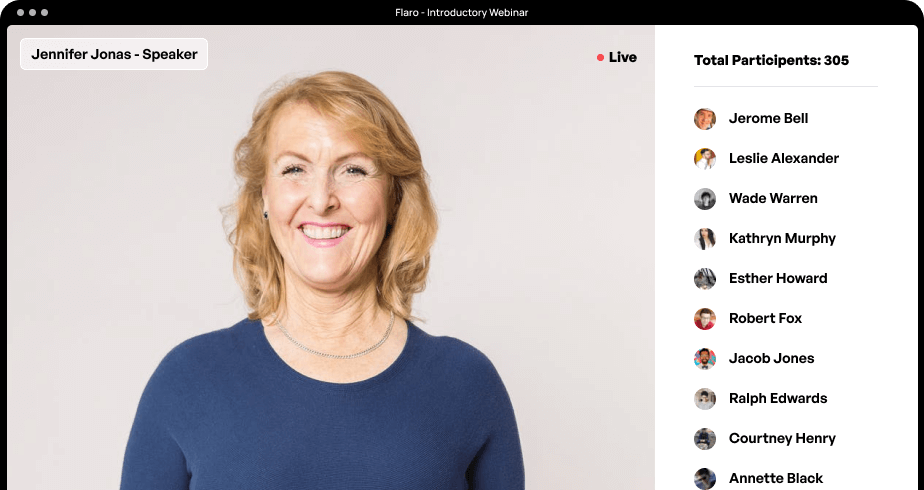 Flaro - Introductory Webinar
Jennifer Jonas - Speaker
Live
Total Participants: 305
Jerome Bell
Leslie Alexander
Wade Warren
Kathryn Murphy
Esther Howard
Robert Fox
Jacob Jones
Ralph Edwards
Courtney Henry
Annette Black